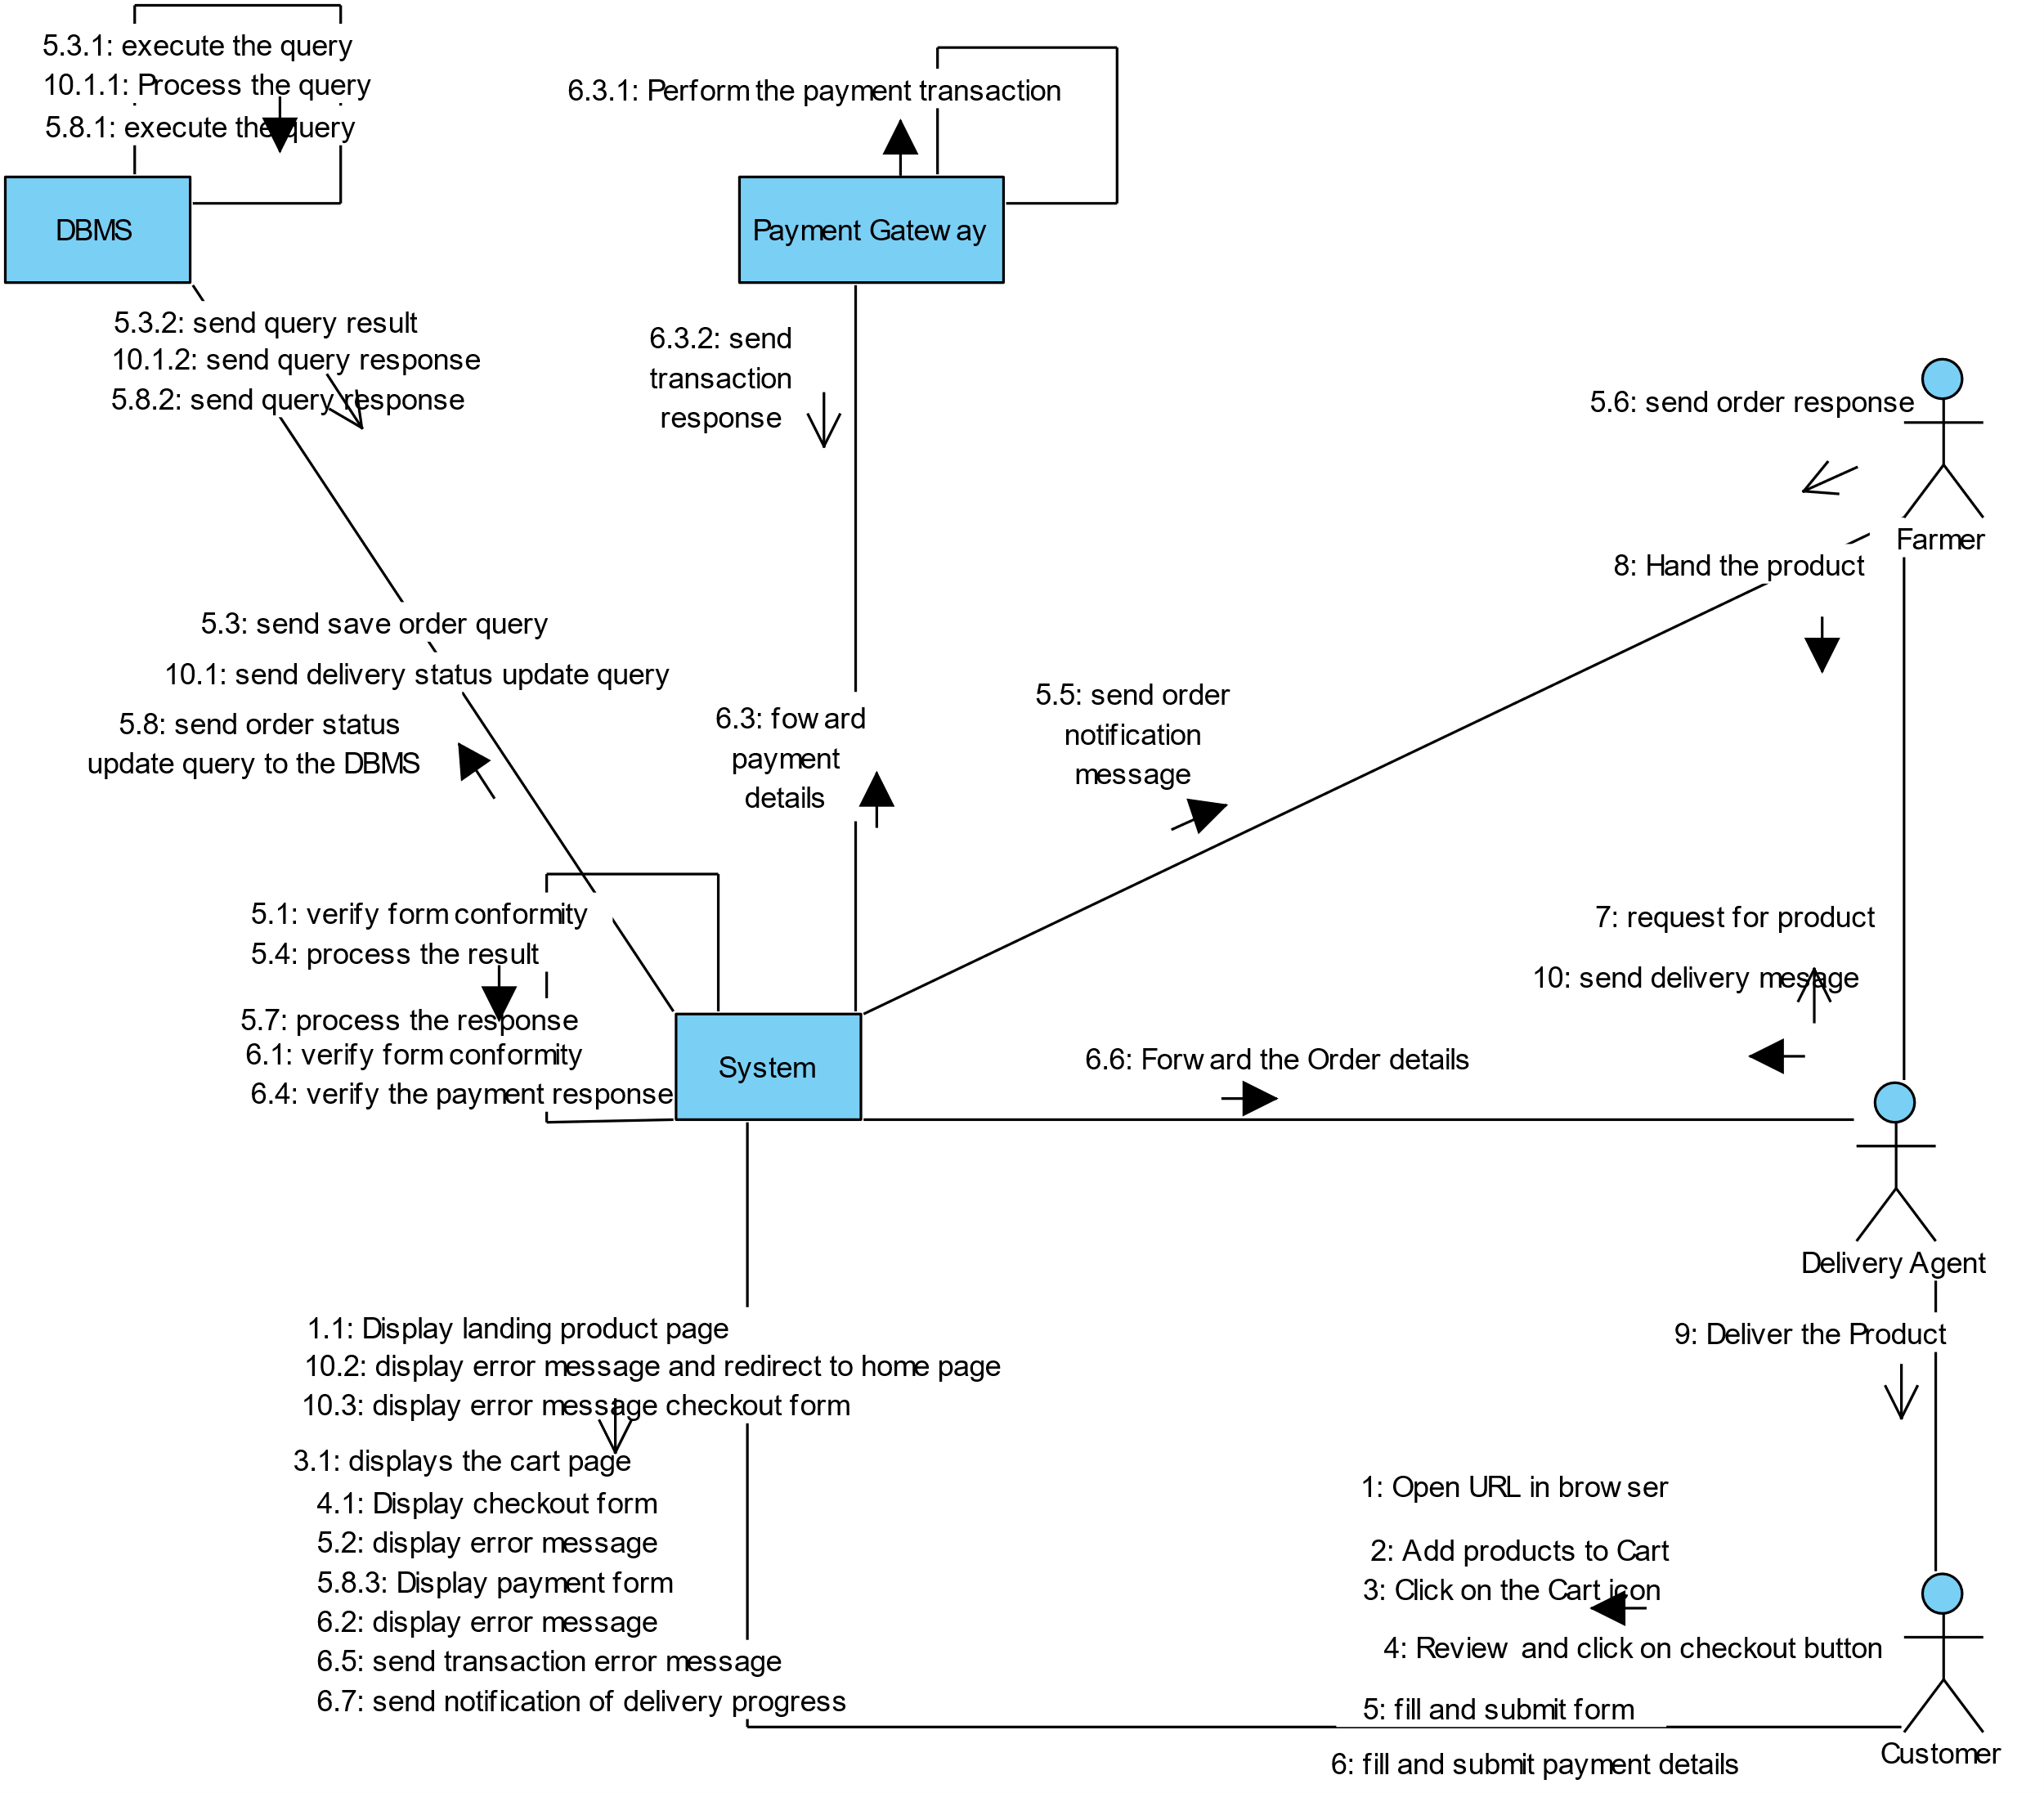 5.3.1: execute the query
10.1.1: Process the query
5.8.1: execute the query
6.3.1: Perform the payment transaction
DBMS
Payment Gateway
5.3.2: send query result
10.1.2: send query response
5.8.2: send query response
6.3.2: send
transaction
response
5.6: send order response
Farmer
8: Hand the product
5.3: send save order query
10.1: send delivery status update query
5.8: send order status
update query to the DBMS
6.3: foward
payment
details
5.5: send order
notification
message
5.1: verify form conformity
5.4: process the result
5.7: process the response
6.1: verify form conformity
6.4: verify the payment response
System
7: request for product
10: send delivery mesage
6.6: Forward the Order details
Delivery Agent
1.1: Display landing product page
10.2: display error message and redirect to home page
10.3: display error message checkout form
3.1: displays the cart page
4.1: Display checkout form
5.2: display error message
5.8.3: Display payment form
6.2: display error message
6.5: send transaction error message
6.7: send notification of delivery progress
9: Deliver the Product
1: Open URL in browser
2: Add products to Cart
3: Click on the Cart icon
4: Review and click on checkout button
5: fill and submit form
6: fill and submit payment details
Customer